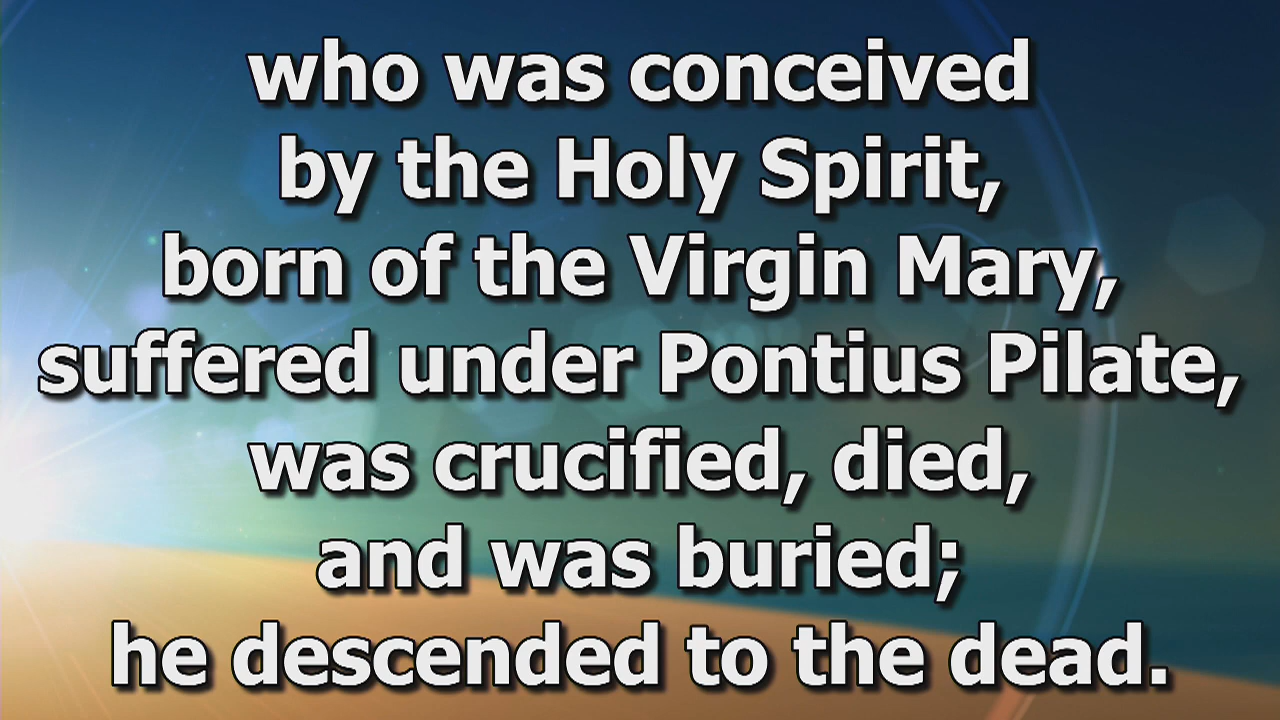 who was conceived
by the Holy Spirit,
born of the Virgin Mary,
suffered under Pontius Pilate,
was crucified, died,
and was buried;
he descended to the dead.